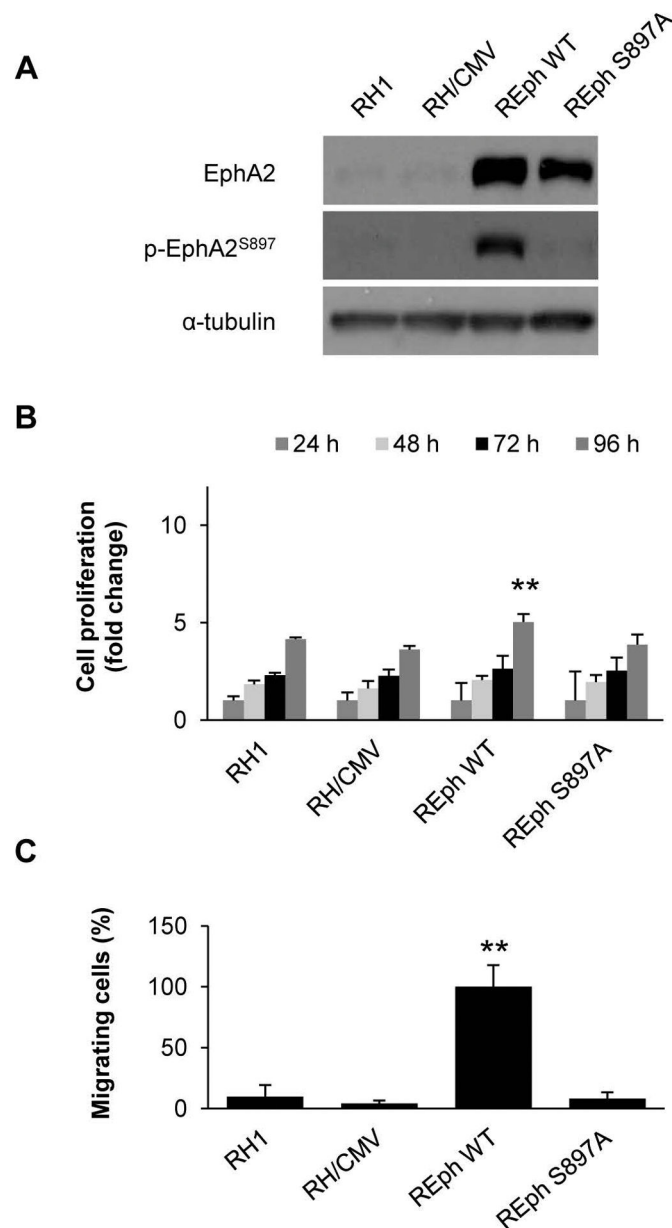 A
RH1 RH/CMV REph WT REph S897A
EphA2
p-EphA2^S897
α-tubulin
B
24 h 48 h 72 h 96 h
Cell proliferation
(fold change)
10
5
0
RH1 RH/CMV REph WT REph S897A
**
C
Migrating cells (%)
150
100
50
0
**
RH1 RH/CMV REph WT REph S897A